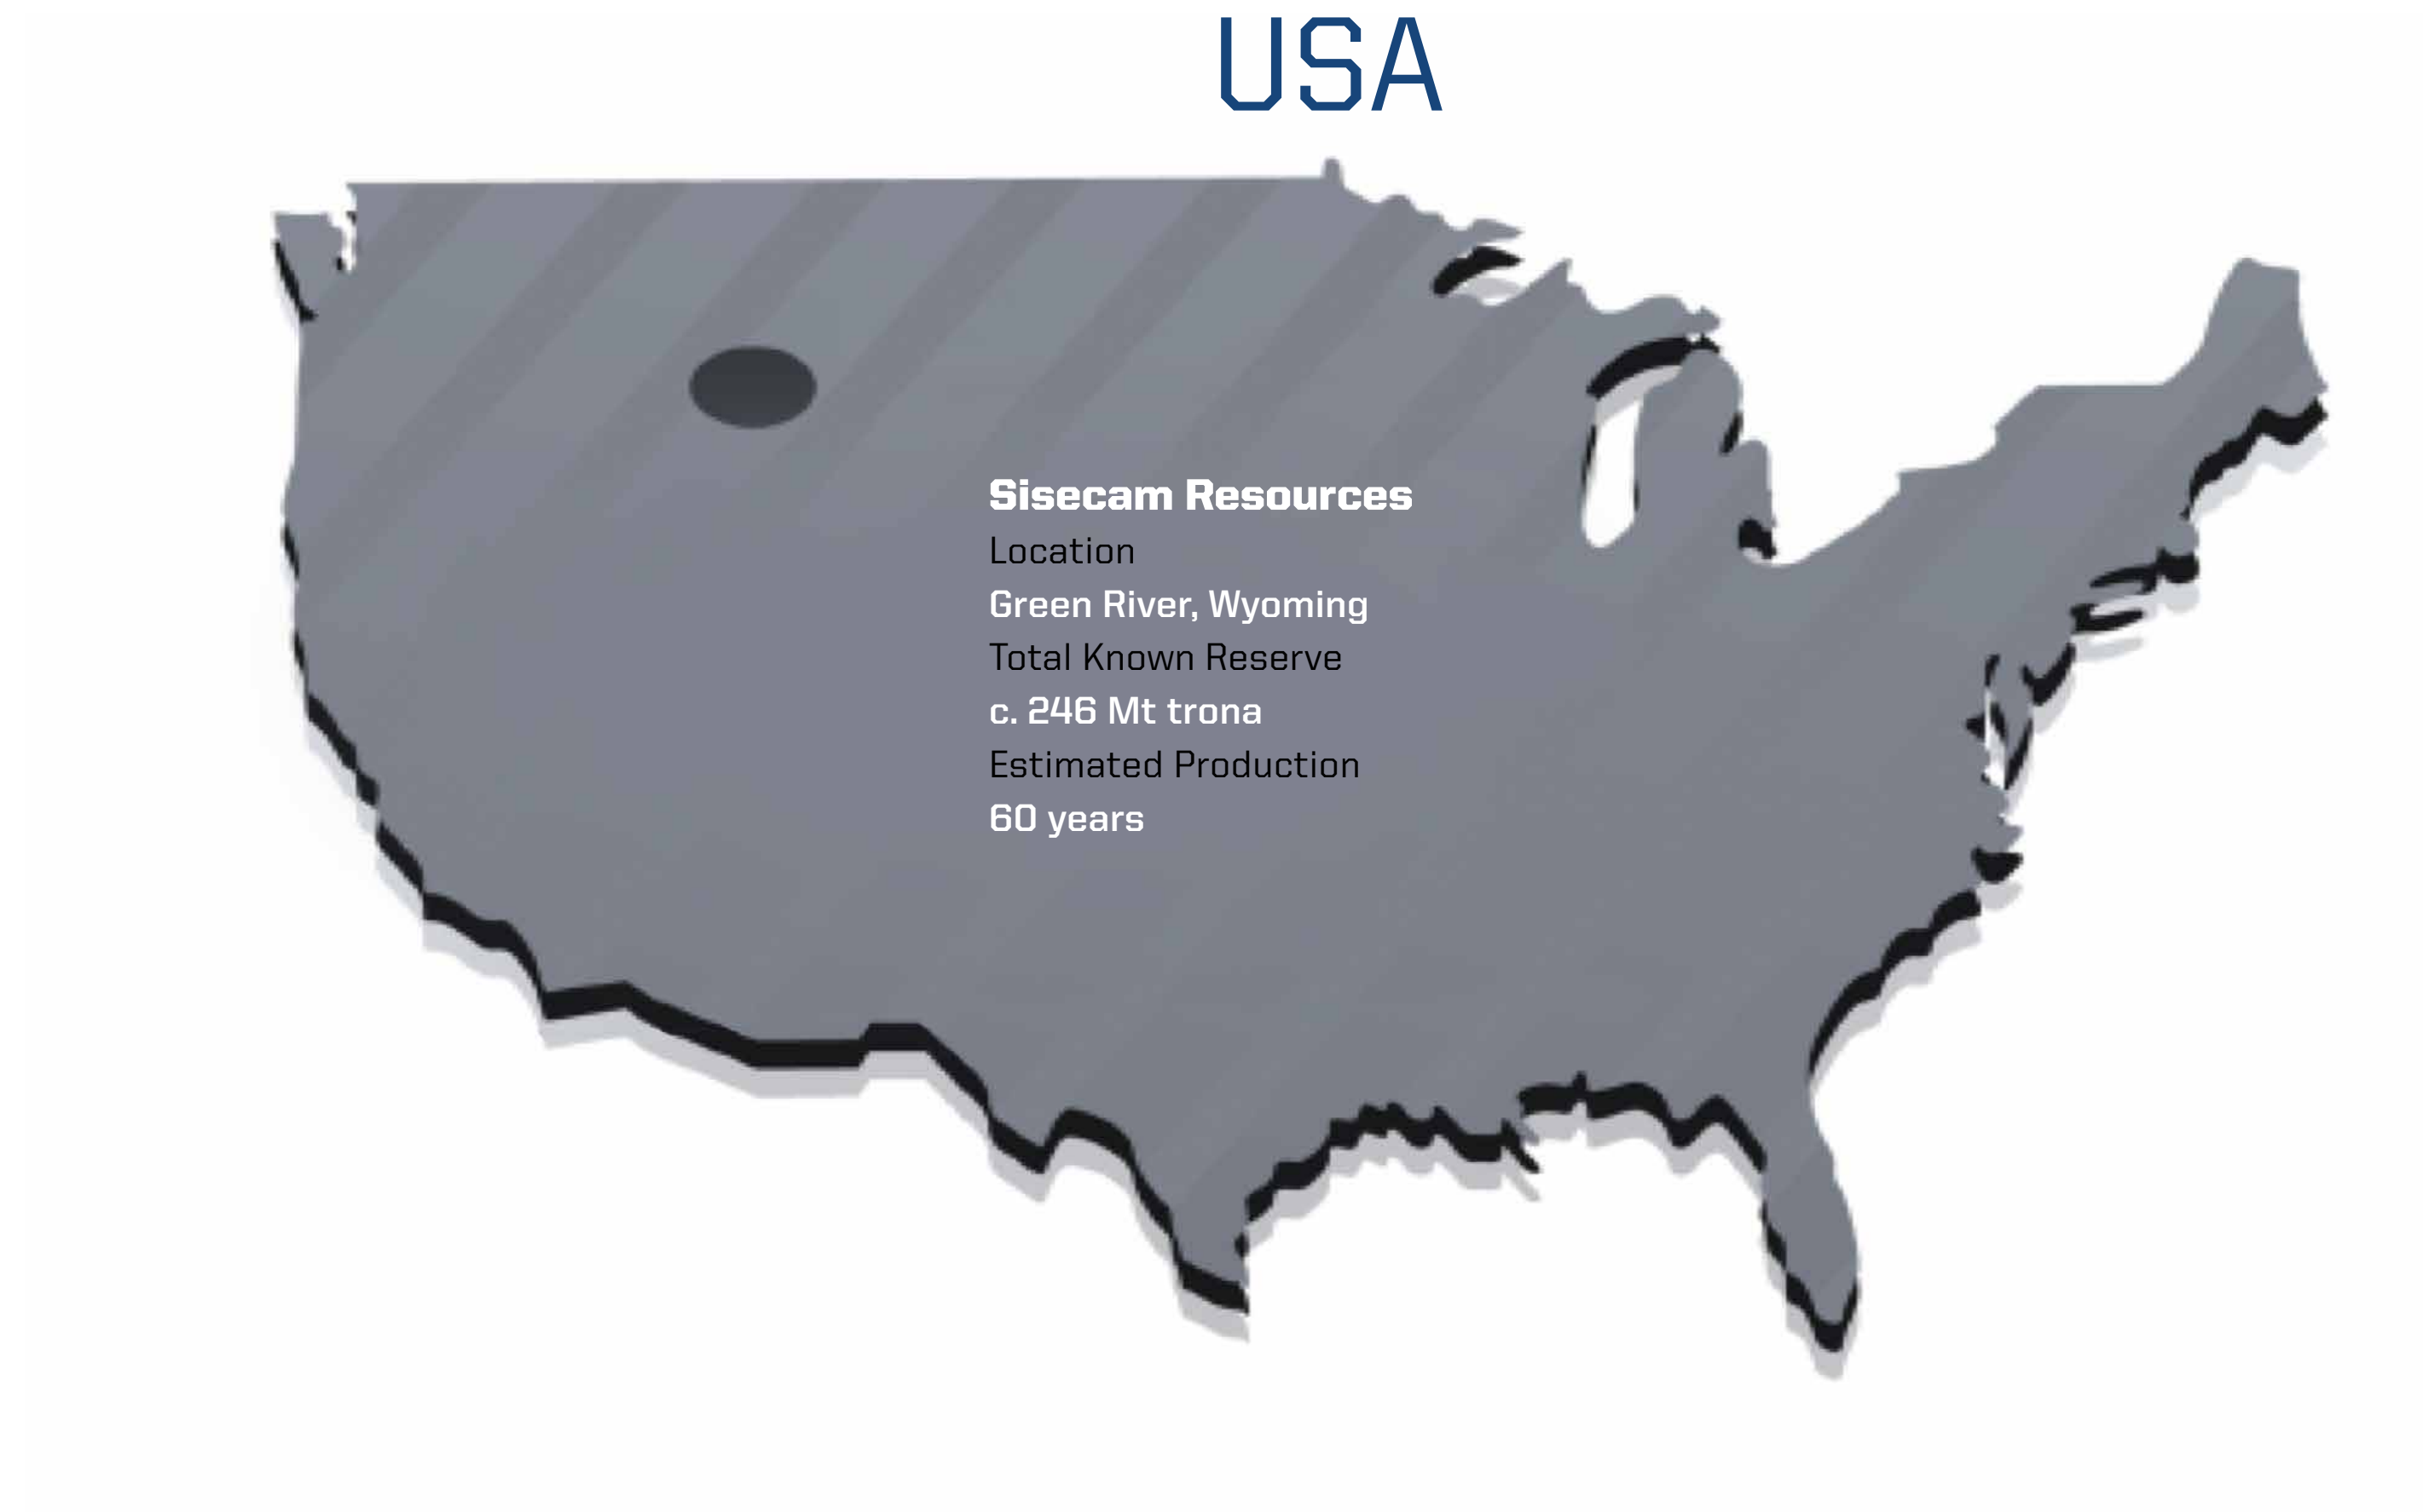 USA
Sisecam Resources
Location
Green River, Wyoming
Total Known Reserve
c. 246 Mt trona
Estimated Production
60 years